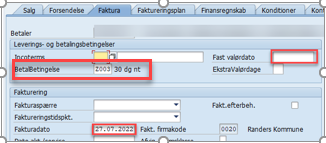 Salg Forsendelse Faktura Faktureringsplan Finansregnskab Konditioner
Betaler
Leverings- og betalingsbetingelser
Incoterms Fast valørdato
BetalBetingelse Z003 30 dg nt EkstraValørdage
Fakturering
Fakturaspærre Fakt.efterbeh.
Faktureringstidspkt.
Fakturadato 27.07.2022 Fakt. firmakode 0020 Randers Kommune